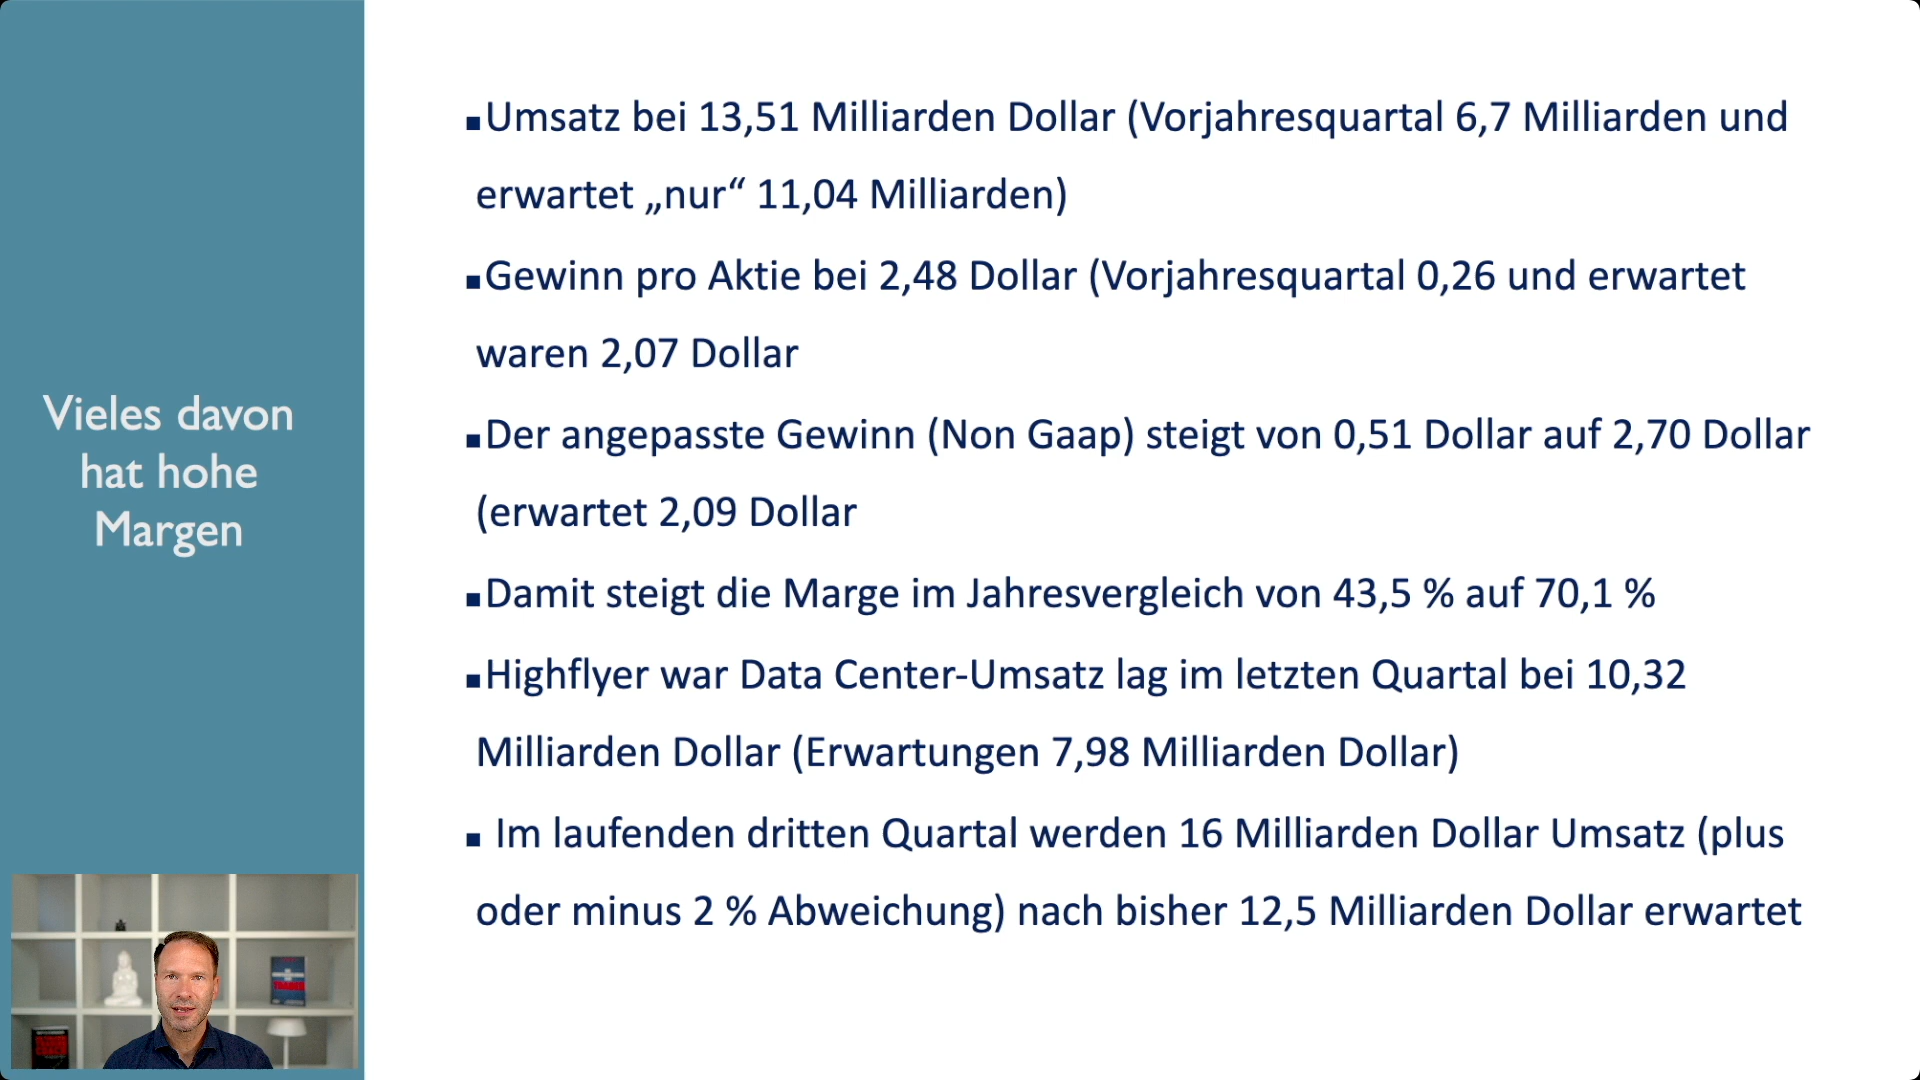 Vieles davon
hat hohe
Margen
▪Umsatz bei 13,51 Milliarden Dollar (Vorjahresquartal 6,7 Milliarden und
erwartet „nur“ 11,04 Milliarden)
▪Gewinn pro Aktie bei 2,48 Dollar (Vorjahresquartal 0,26 und erwartet
waren 2,07 Dollar
▪Der angepasste Gewinn (Non Gaap) steigt von 0,51 Dollar auf 2,70 Dollar
(erwartet 2,09 Dollar
▪Damit steigt die Marge im Jahresvergleich von 43,5 % auf 70,1 %
▪Highflyer war Data Center-Umsatz lag im letzten Quartal bei 10,32
Milliarden Dollar (Erwartungen 7,98 Milliarden Dollar)
▪ Im laufenden dritten Quartal werden 16 Milliarden Dollar Umsatz (plus
oder minus 2 % Abweichung) nach bisher 12,5 Milliarden Dollar erwartet